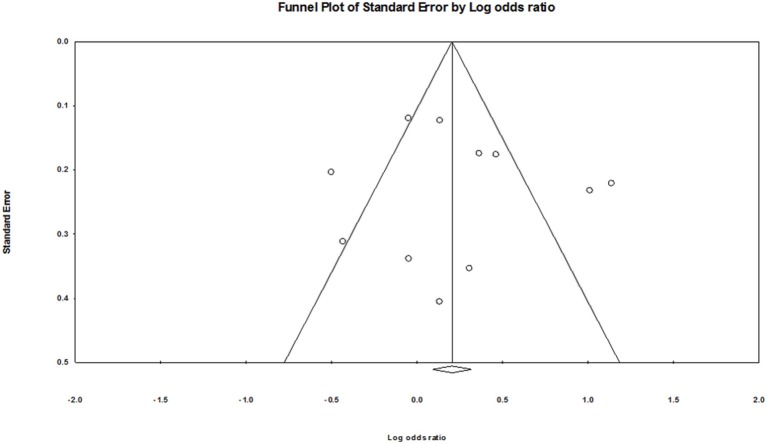 Funnel Plot of Standard Error by Log odds ratio
0.0
0.1
0.2
0.3
0.4
0.5
Standard Error
-2.0 -1.5 -1.0 -0.5 0.0 0.5 1.0 1.5 2.0
Log odds ratio